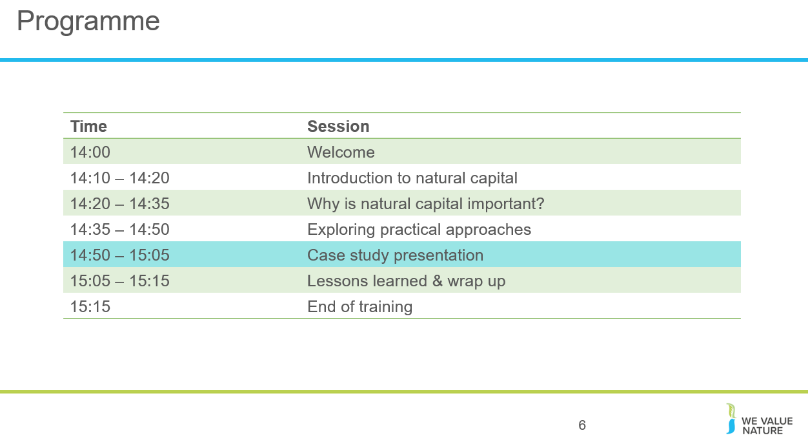 Programme
Time Session
14:00 Welcome
14:10 – 14:20 Introduction to natural capital
14:20 – 14:35 Why is natural capital important?
14:35 – 14:50 Exploring practical approaches
14:50 – 15:05 Case study presentation
15:05 – 15:15 Lessons learned & wrap up
15:15 End of training
6
WE VALUE
NATURE